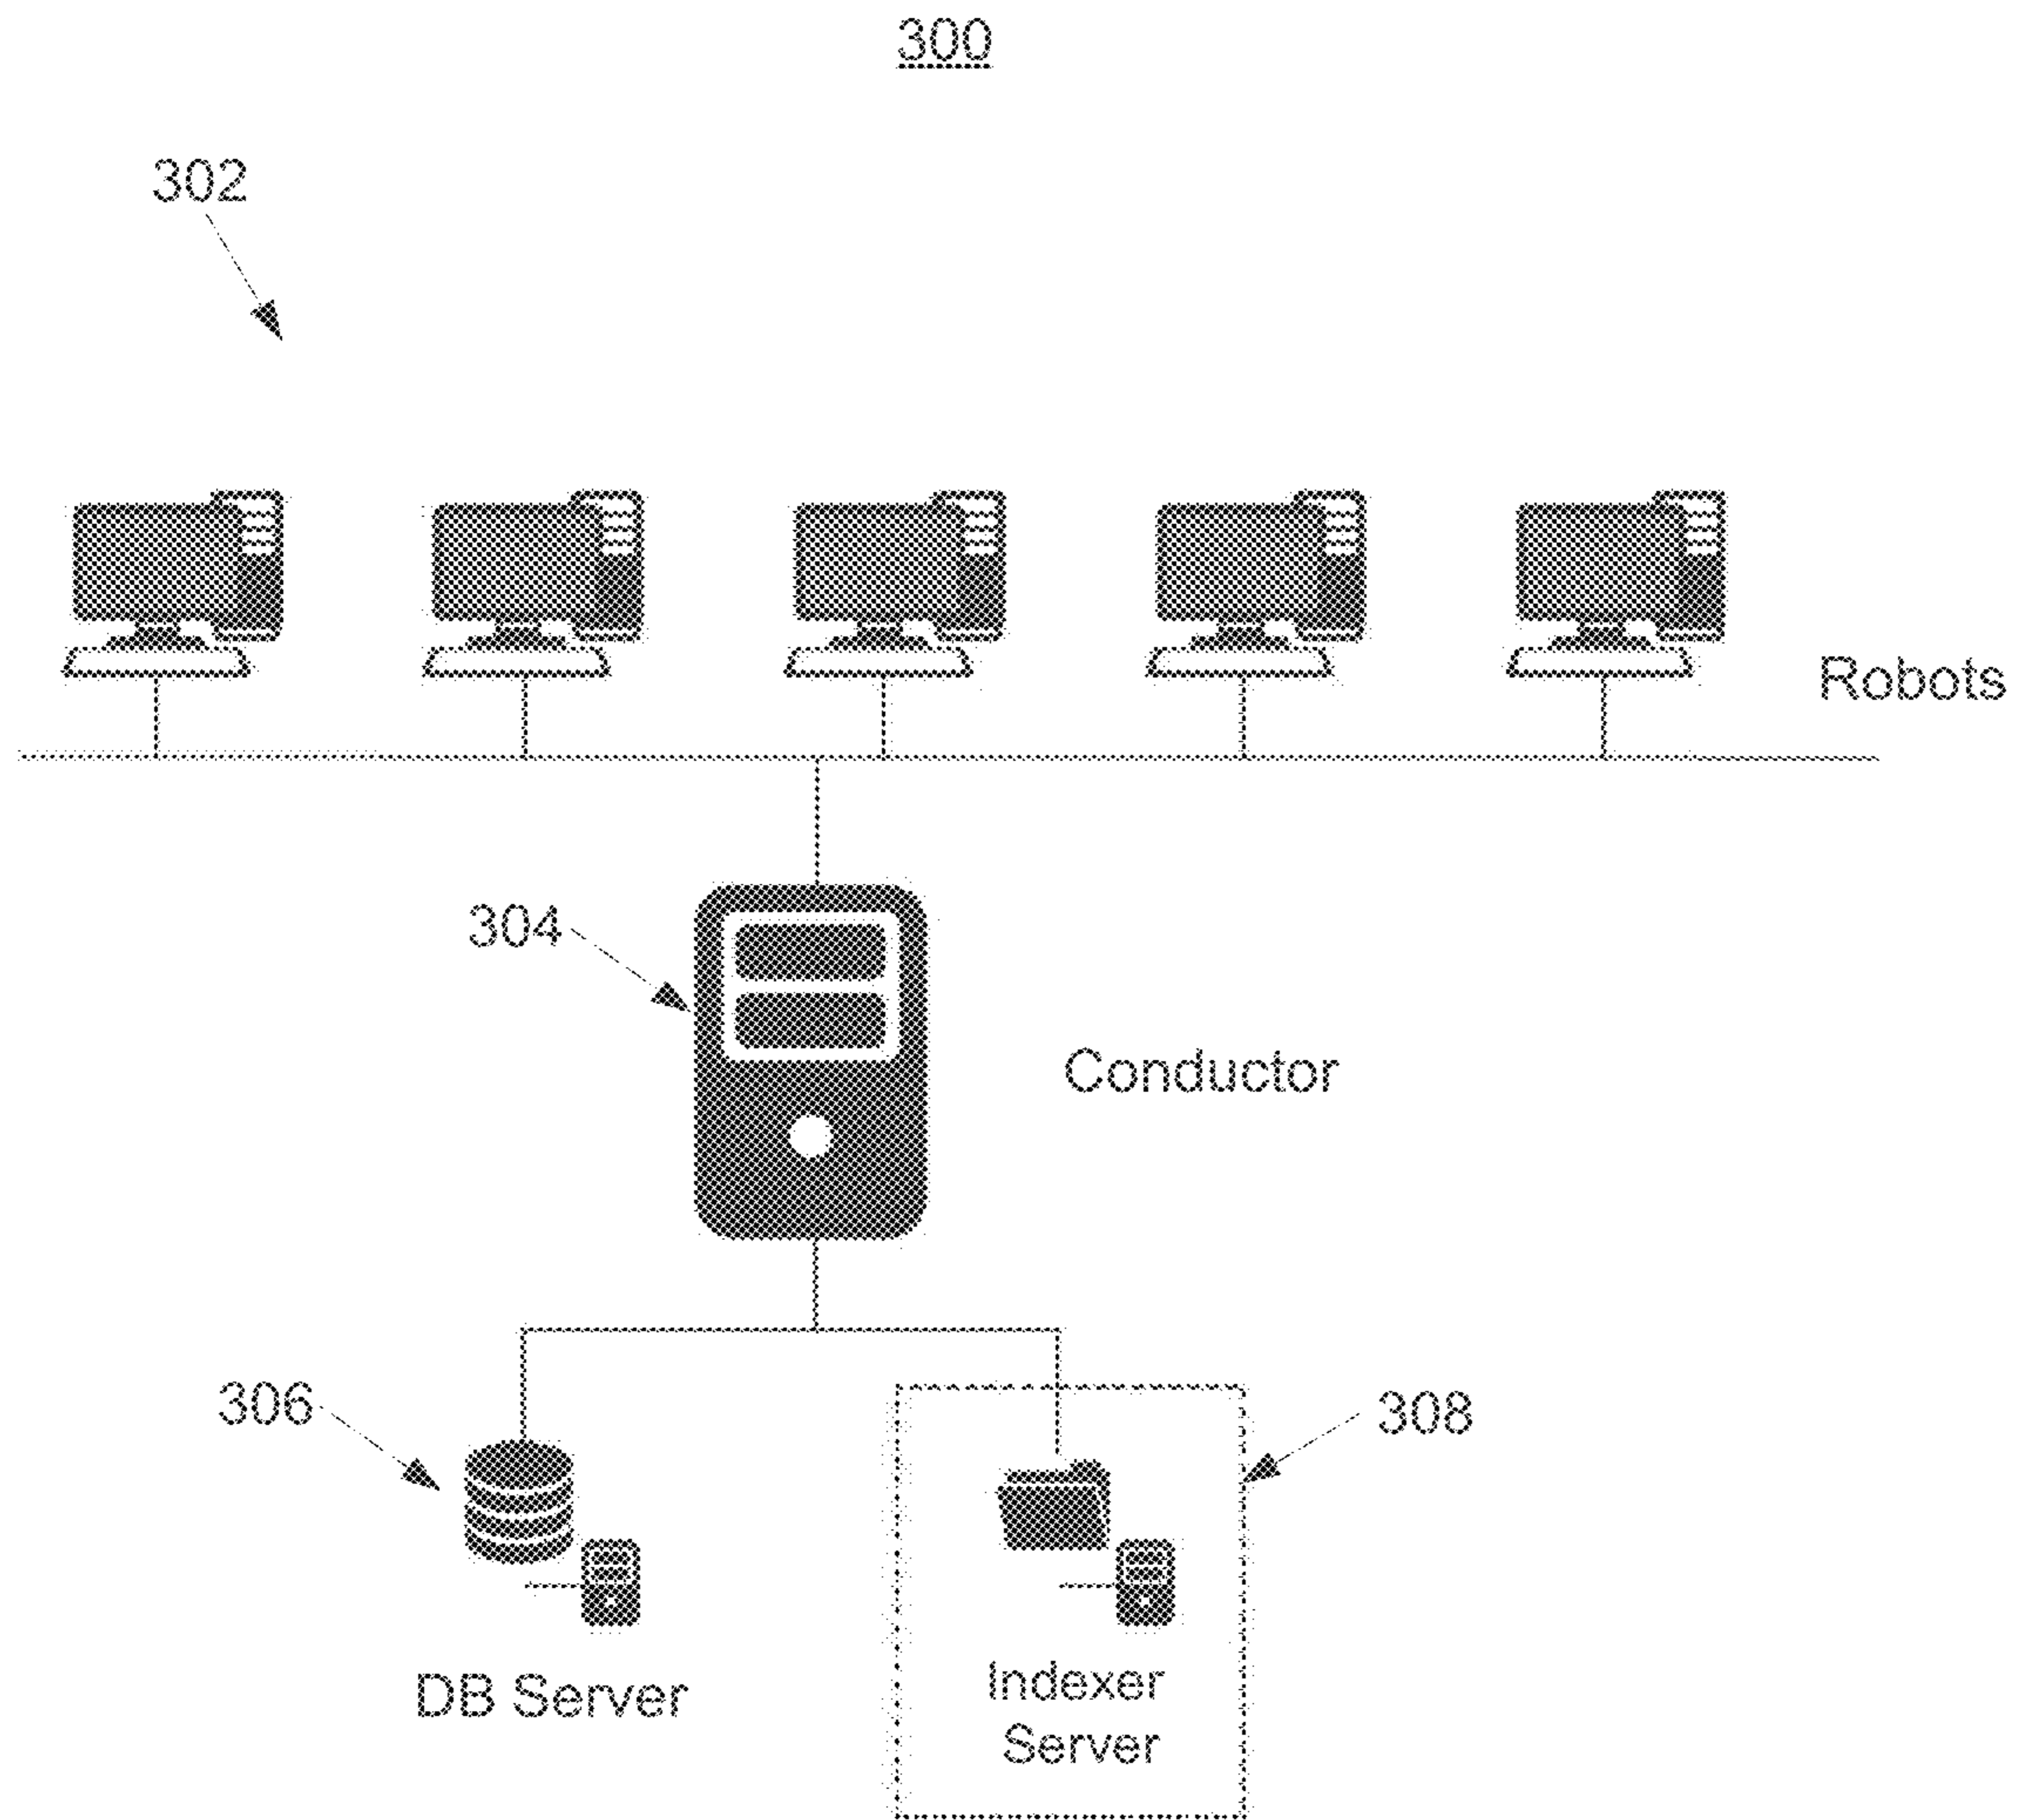 300
302
Robots
304
Conductor
306
308
DB Server
Indexer
Server